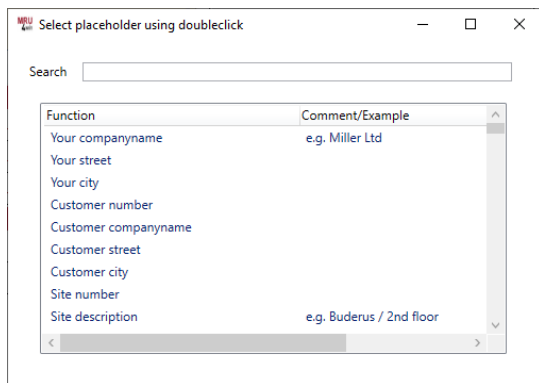 MRU Select placeholder using doubleclick
Search
Function Comment/Example
Your companyname e.g. Miller Ltd
Your street
Your city
Customer number
Customer companyname
Customer street
Customer city
Site number
Site description e.g. Buderus / 2nd floor